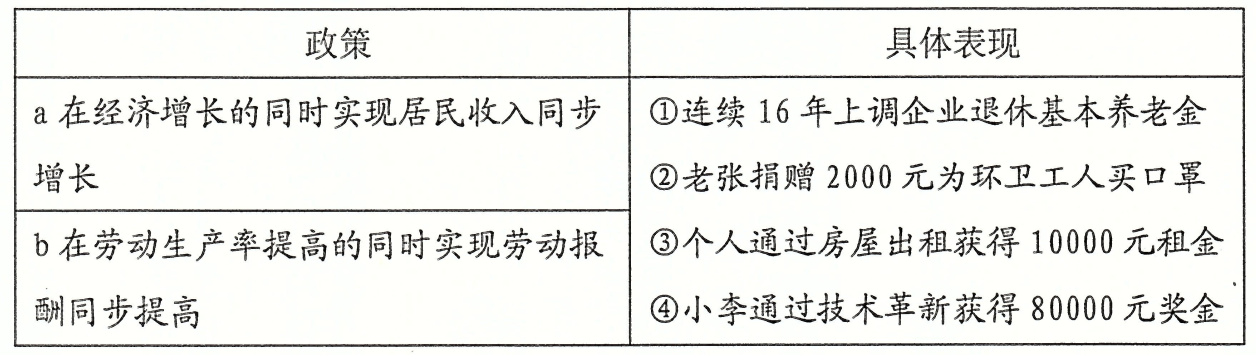 政策
具体表现
a 在经济增长的同时实现居民收入同步
增长
b 在劳动生产率提高的同时实现劳动报
酬同步提高
①连续 16 年上调企业退休基本养老金
②老张捐赠 2000 元为环卫工人买口罩
③个人通过房屋出租获得 10000 元租金
④小李通过技术革新获得 80000 元奖金